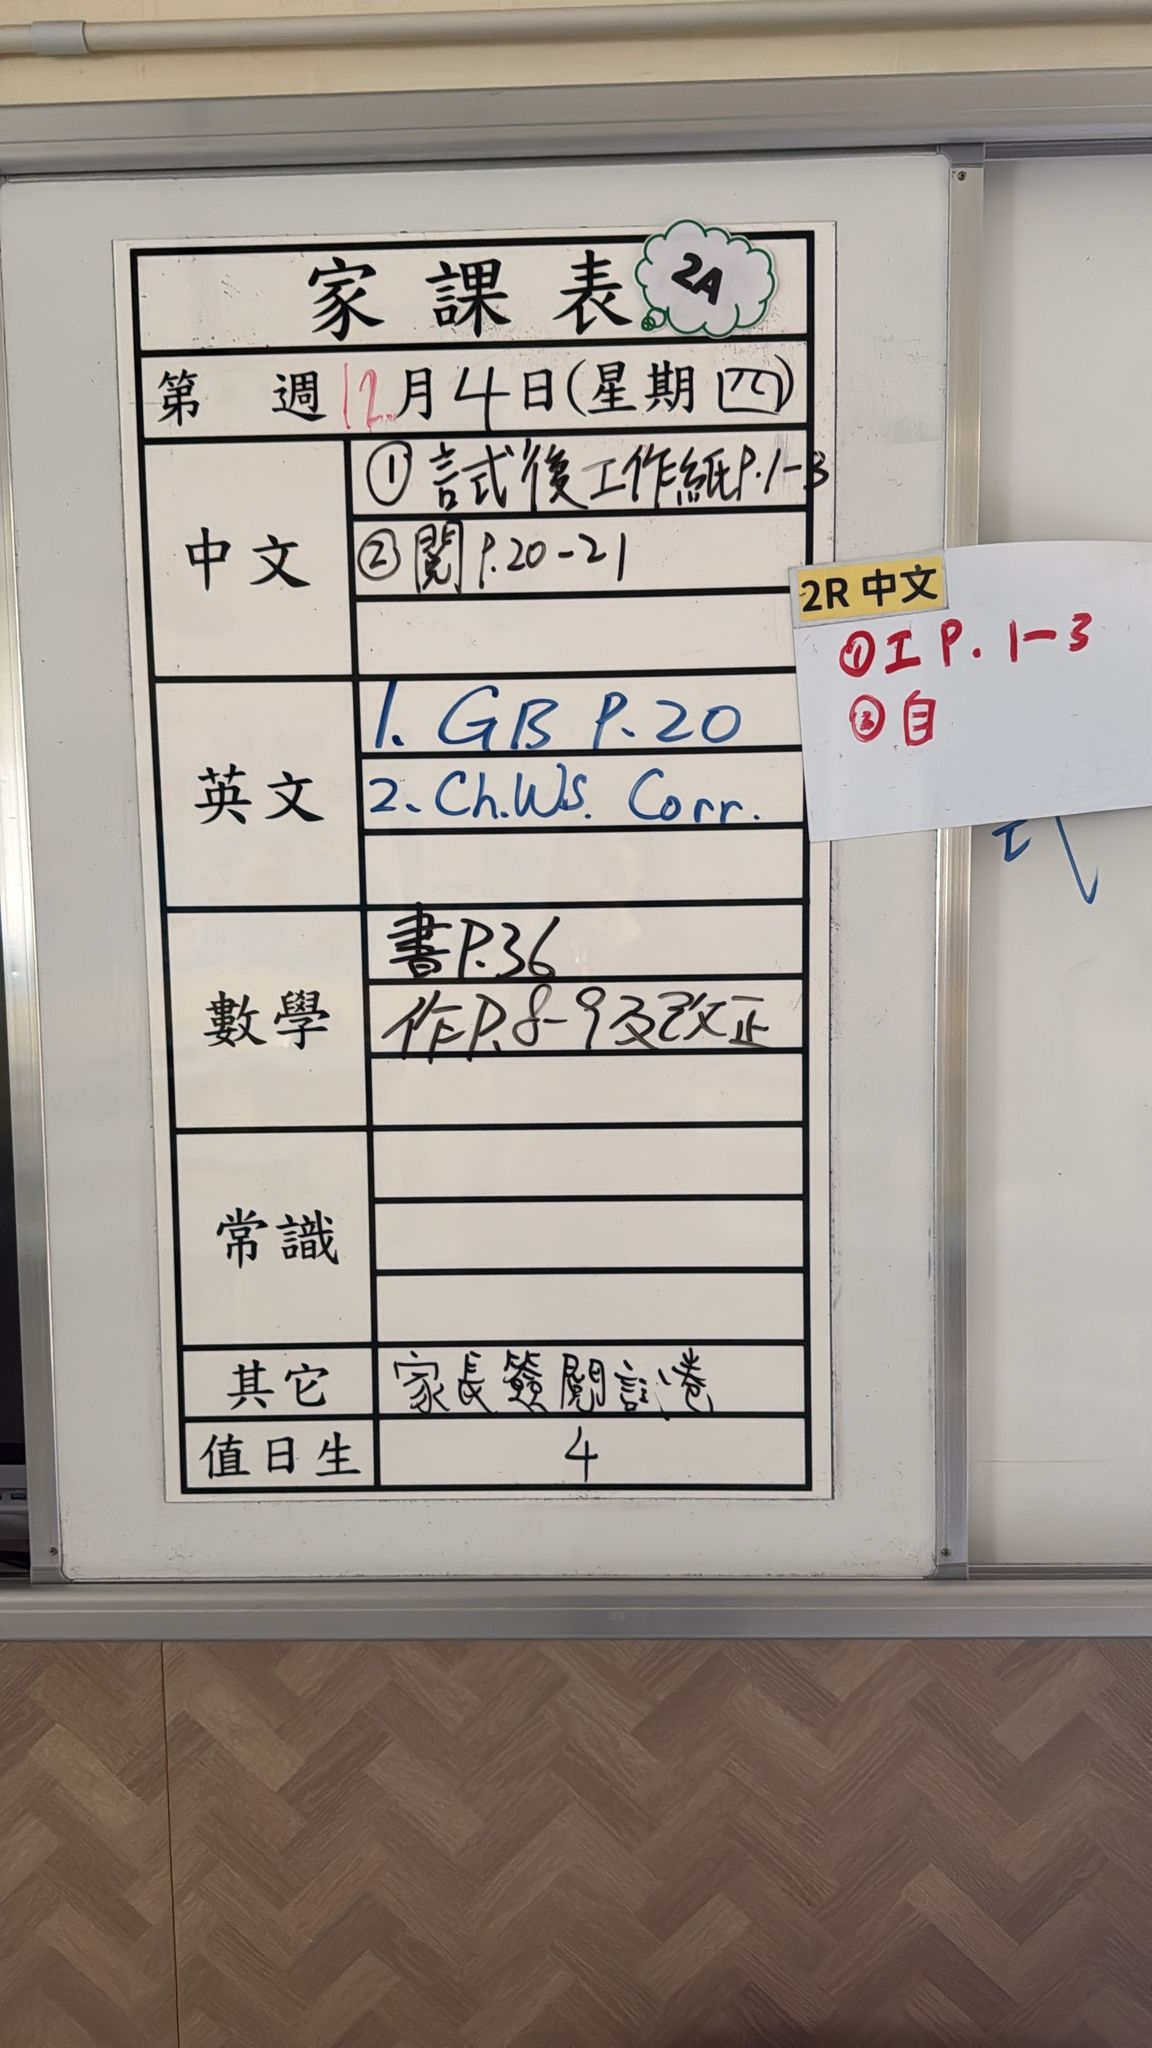 家課表 2A
第 週 12月4日(星期四)
中文
① 試後工作紙P.1-3
② 閱 P.20-21
2R 中文
① 工 P. 1-3
自
英文
1. GB P.20
2. Ch.WS. Corr.
數學
書P.36
作P.8-9及改正
常識
其它
家長簽閱試卷
值日生
4